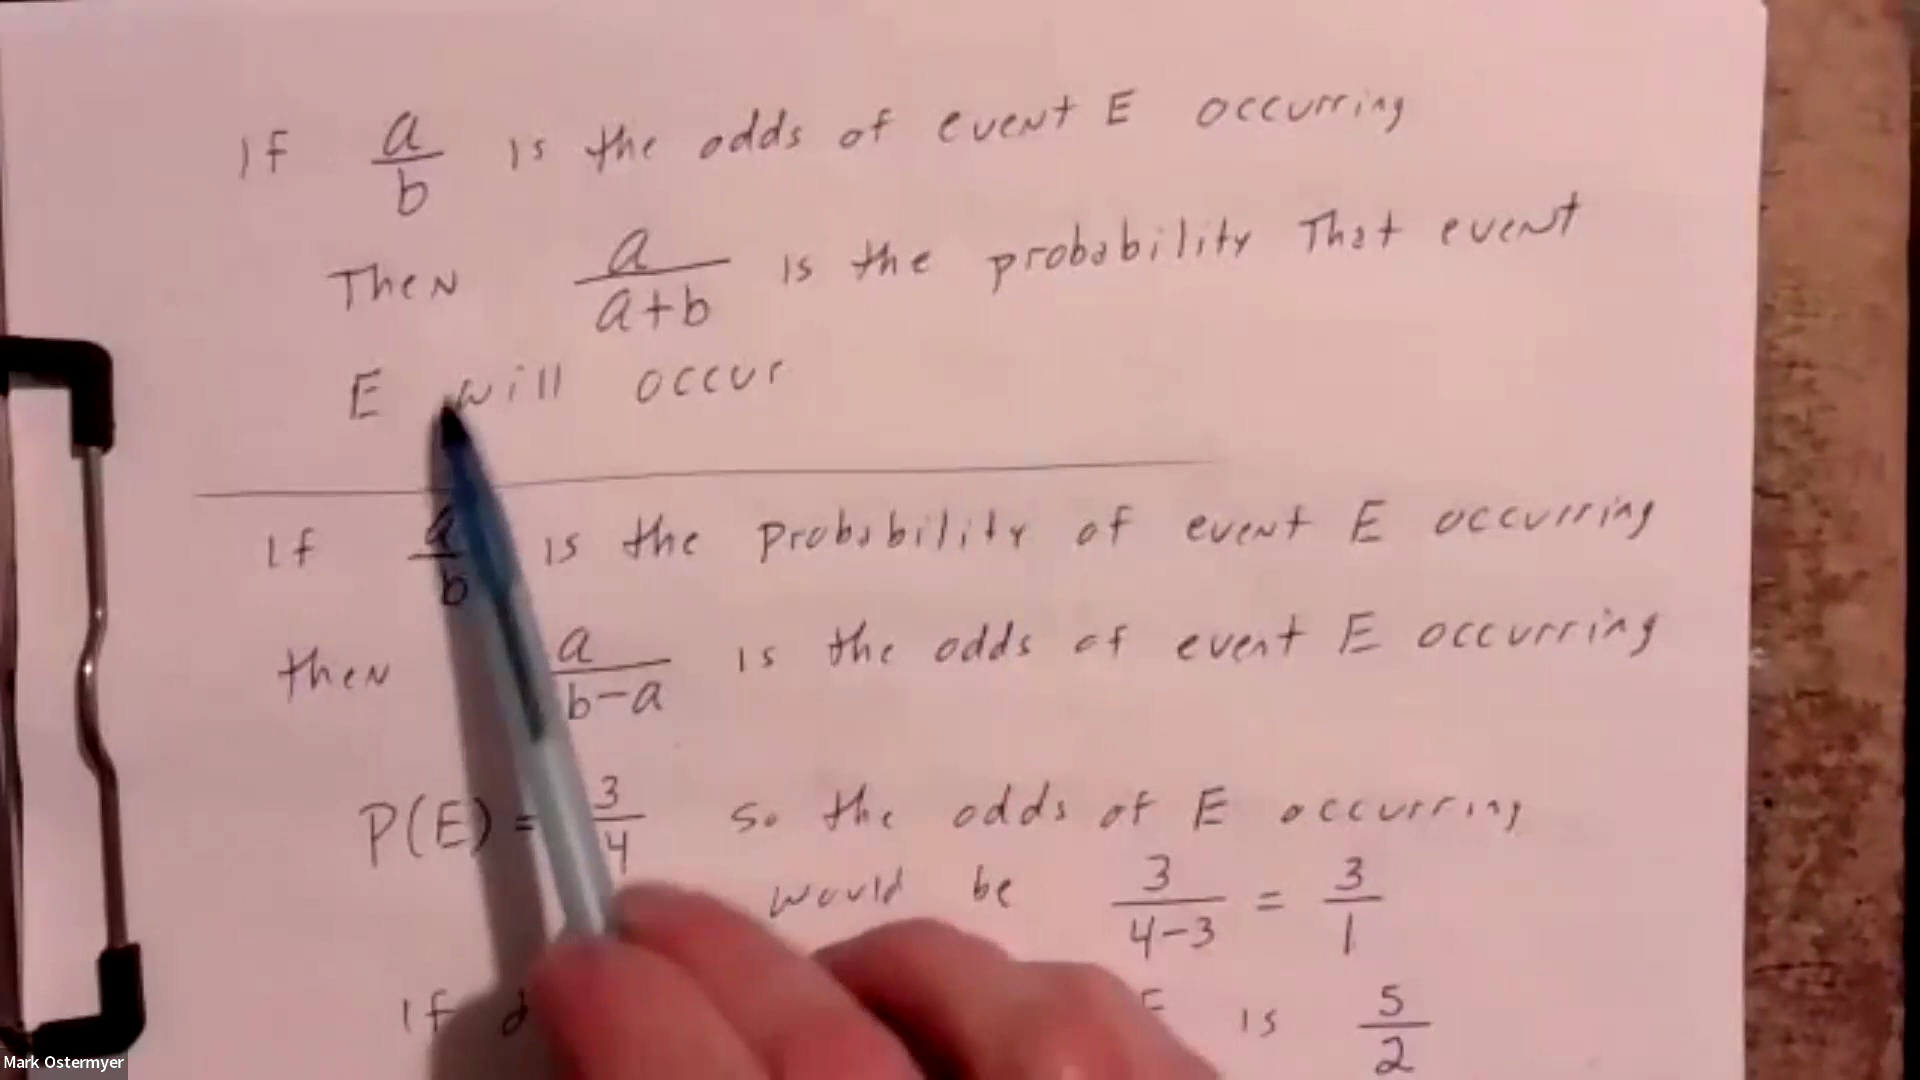 If a/b is the odds of event E occurring
Then a/(a+b) is the probability that event
E will occur
If a/b is the probability of event E occurring
then a/(b-a) is the odds of event E occurring
P(E) = 3/4 so the odds of E occurring
would be 3/(4-3) = 3/1
If E is 5/2
Mark Ostermyer